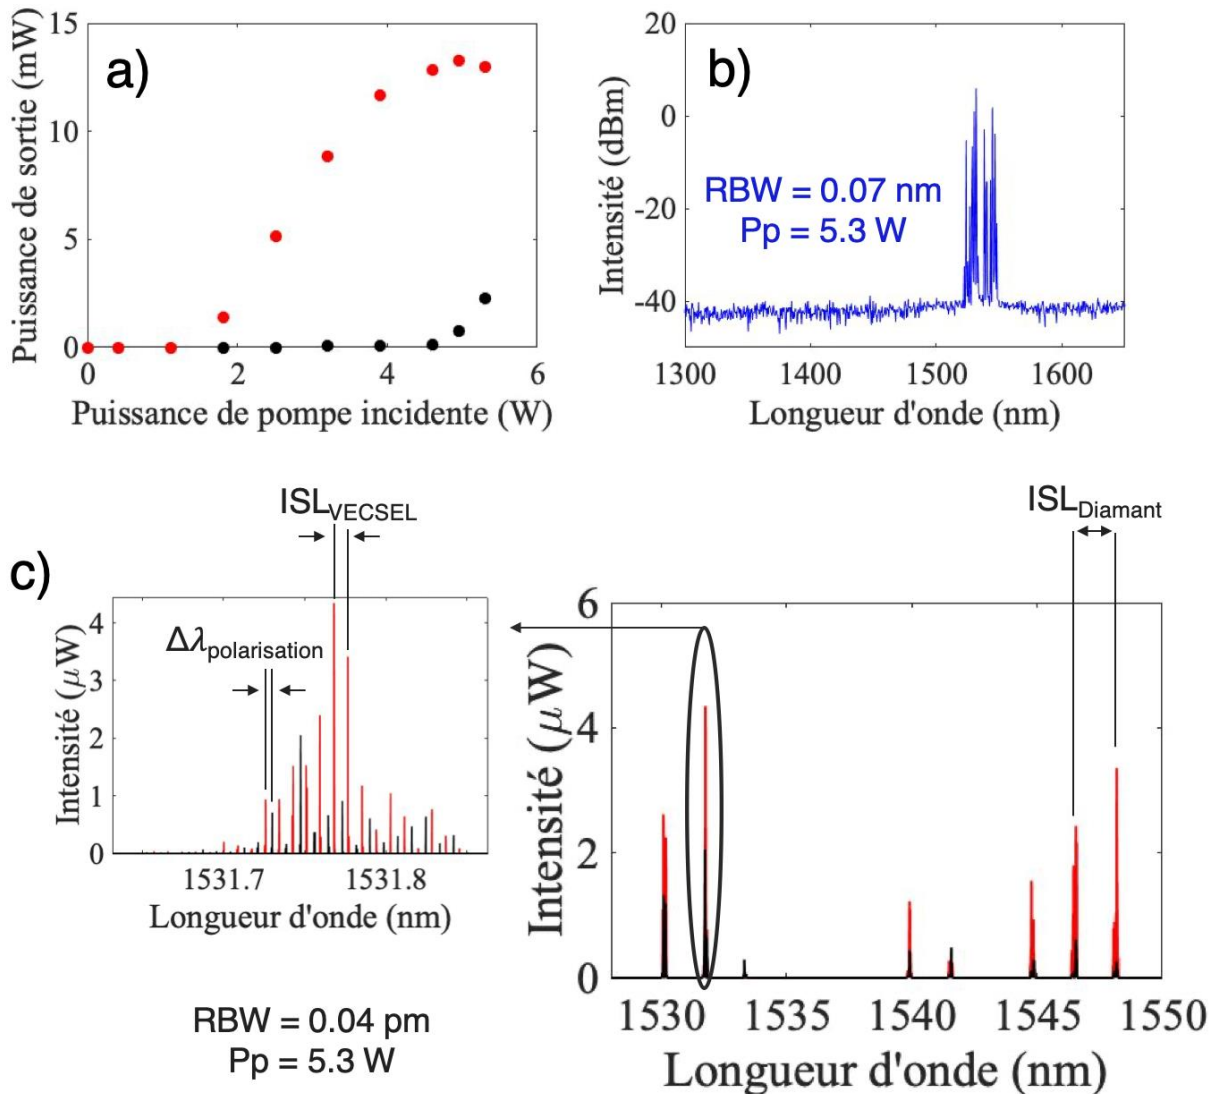 a)
Puissance de sortie (mW)
15
10
5
0
0 2 4 6
Puissance de pompe incidente (W)
b)
Intensité (dBm)
20
0
-20
-40
RBW = 0.07 nm
Pp = 5.3 W
1300 1400 1500 1600
Longueur d'onde (nm)
c)
ISL_VECSEL
Δλ_polarisation
Intensité (μW)
4
3
2
1
0
1531.7 1531.8
Longueur d'onde (nm)
RBW = 0.04 pm
Pp = 5.3 W
ISL_Diamant
Intensité (μW)
6
4
2
0
1530 1535 1540 1545 1550
Longueur d'onde (nm)